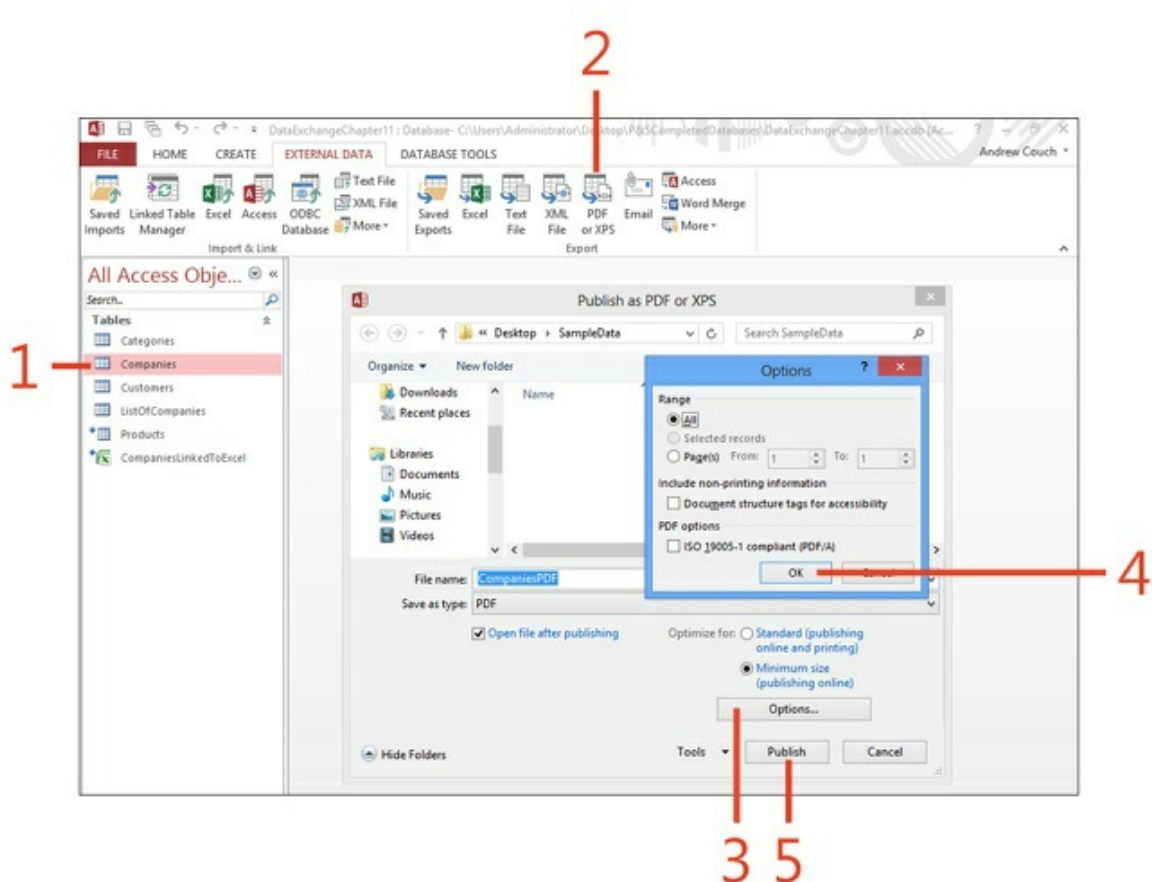 2
DataExchangeChapter11 : Database- C:\Users\Administrator\Desktop\P&SCompletedDatabases\DataExchangeChapter11.accdb (Ac... ?
FILE HOME CREATE EXTERNAL DATA DATABASE TOOLS Andrew Couch
Saved Imports
Linked Table Manager
Excel
Access
ODBC Database
Text File
XML File
More
Saved Exports
Excel
Text File
XML File
PDF or XPS
Email
Access
Word Merge
More
Import & Link
Export
All Access Obje...
Search..
Tables
Categories
1
Companies
Customers
ListOfCompanies
Products
CompaniesLinkedToExcel
Publish as PDF or XPS
« Desktop SampleData
Search SampleData
Organize New folder
Downloads
Recent places
Libraries
Documents
Music
Pictures
Videos
Name
Options ?
Range
All
Selected records
Page(s) From: 1 To: 1
Include non-printing information
Document structure tags for accessibility
PDF options
ISO 19005-1 compliant (PDF/A)
OK Cancel
4
File name: CompaniesPDF
Save as type: PDF
Open file after publishing
Optimize for: Standard (publishing
online and printing)
Minimum size
(publishing online)
Options...
Hide Folders
Tools Publish Cancel
3 5